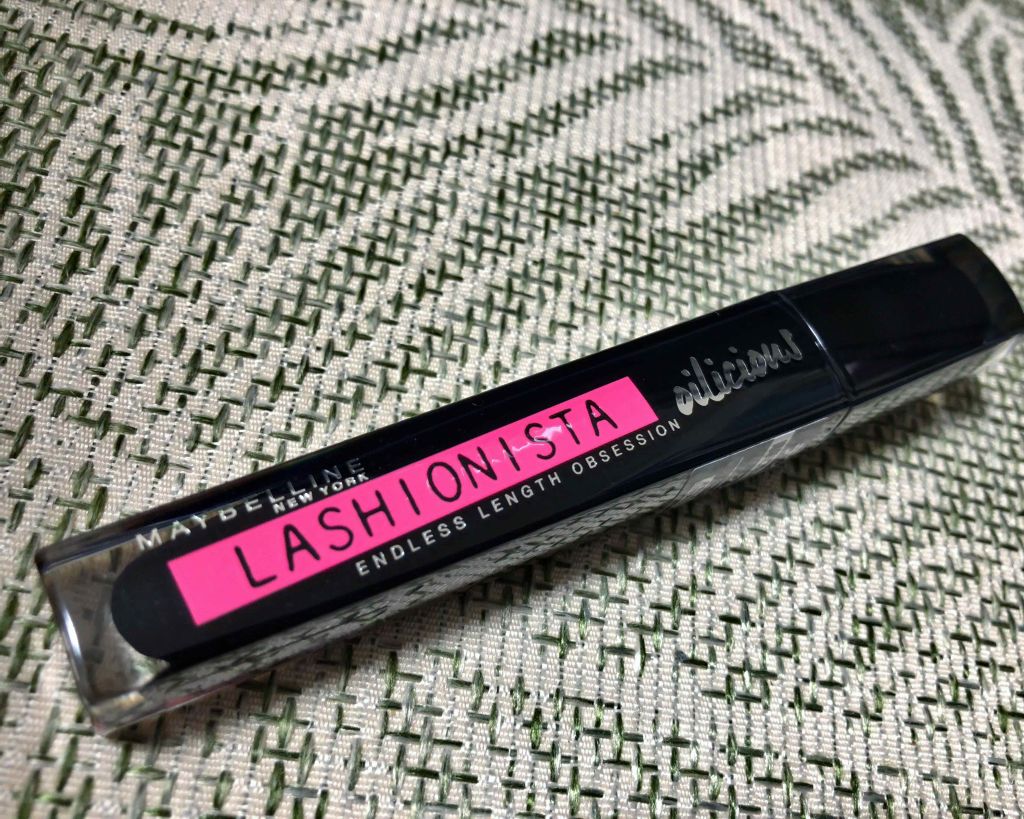 MAYBELLINE
NEW YORK
LASHIONISTA
oilicious
ENDLESS LENGTH OBSESSION